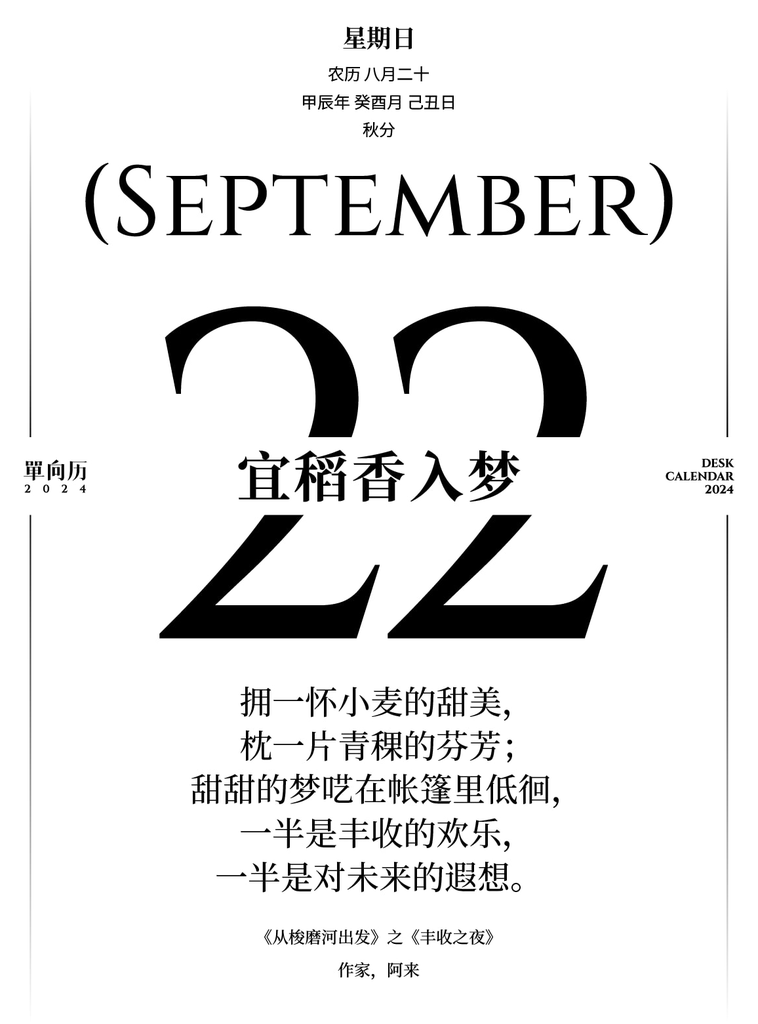 星期日
农历 八月二十
甲辰年 癸酉月 己丑日
秋分
(SEPTEMBER)
22
單向历
2024
宜稻香入梦
DESK
CALENDAR
2024
拥一怀小麦的甜美，
枕一片青稞的芬芳；
甜甜的梦呓在帐篷里低徊，
一半是丰收的欢乐，
一半是对未来的遐想。
《从梭磨河出发》之《丰收之夜》
作家，阿来